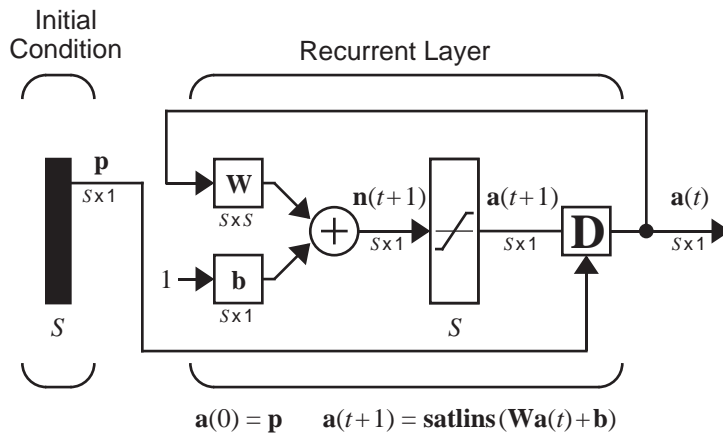 Initial
Condition
Recurrent Layer
p
S x 1
W
S x S
n(t+1)
S x 1
a(t+1)
S x 1
D
a(t)
S x 1
1
b
S x 1
S
S
a(0) = p a(t+1) = satlins(Wa(t)+b)